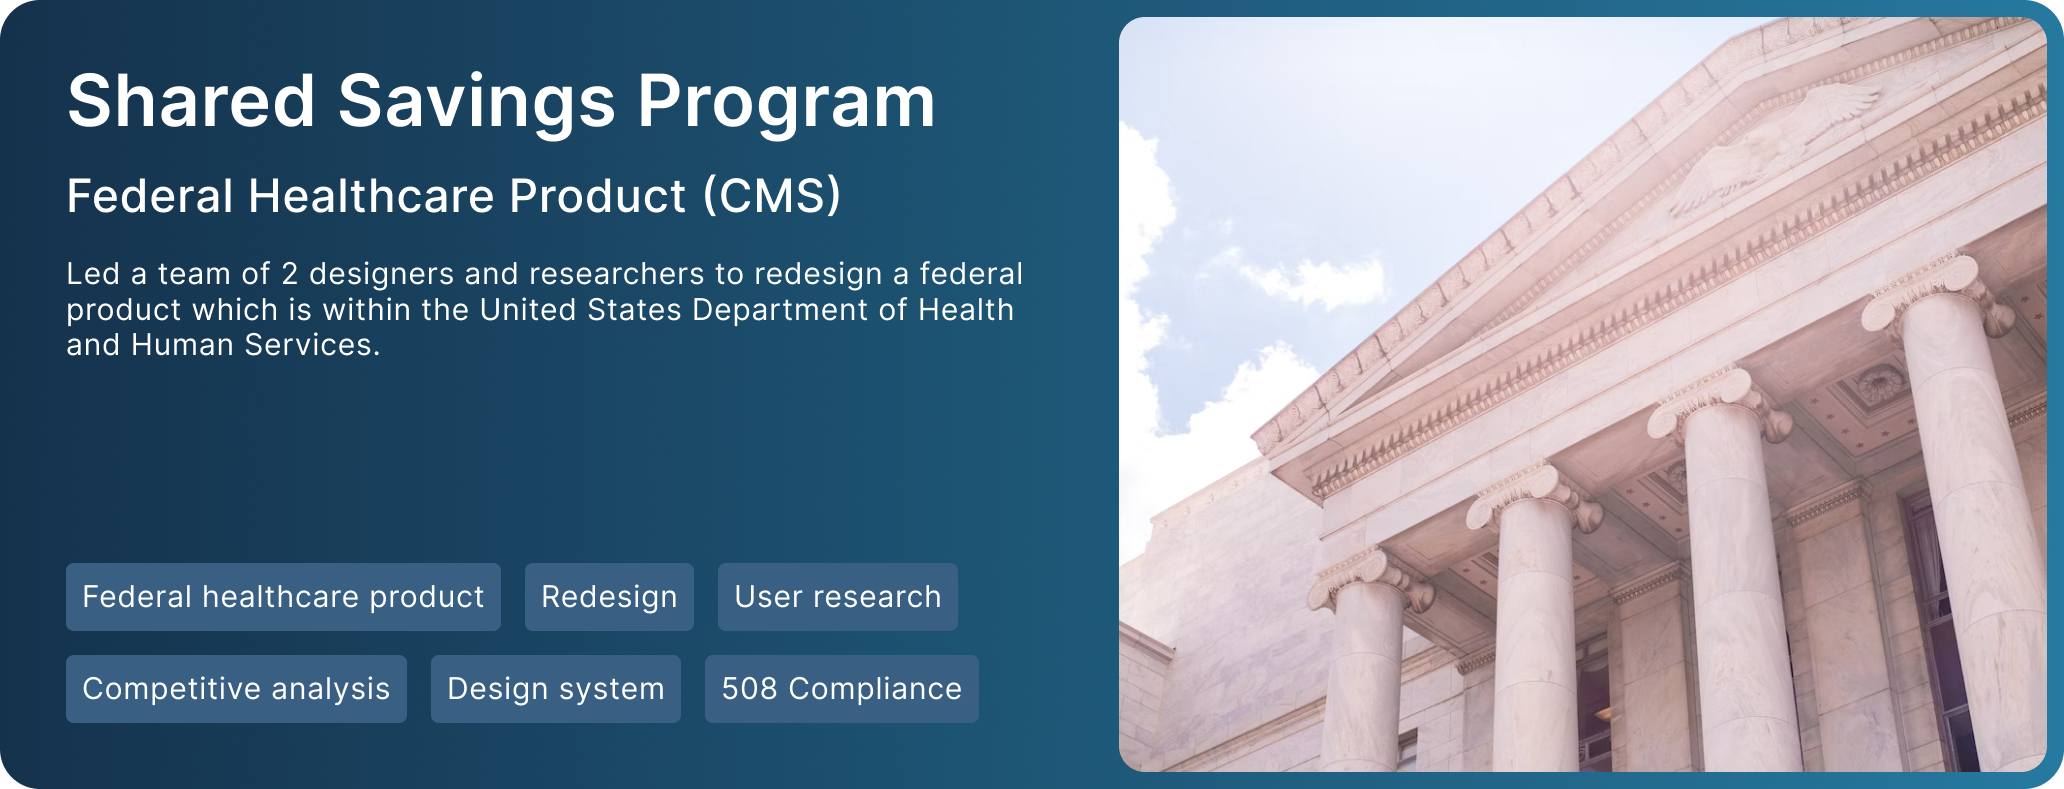 Shared Savings Program
Federal Healthcare Product (CMS)
Led a team of 2 designers and researchers to redesign a federal
product which is within the United States Department of Health
and Human Services.
Federal healthcare product
Redesign
User research
Competitive analysis
Design system
508 Compliance